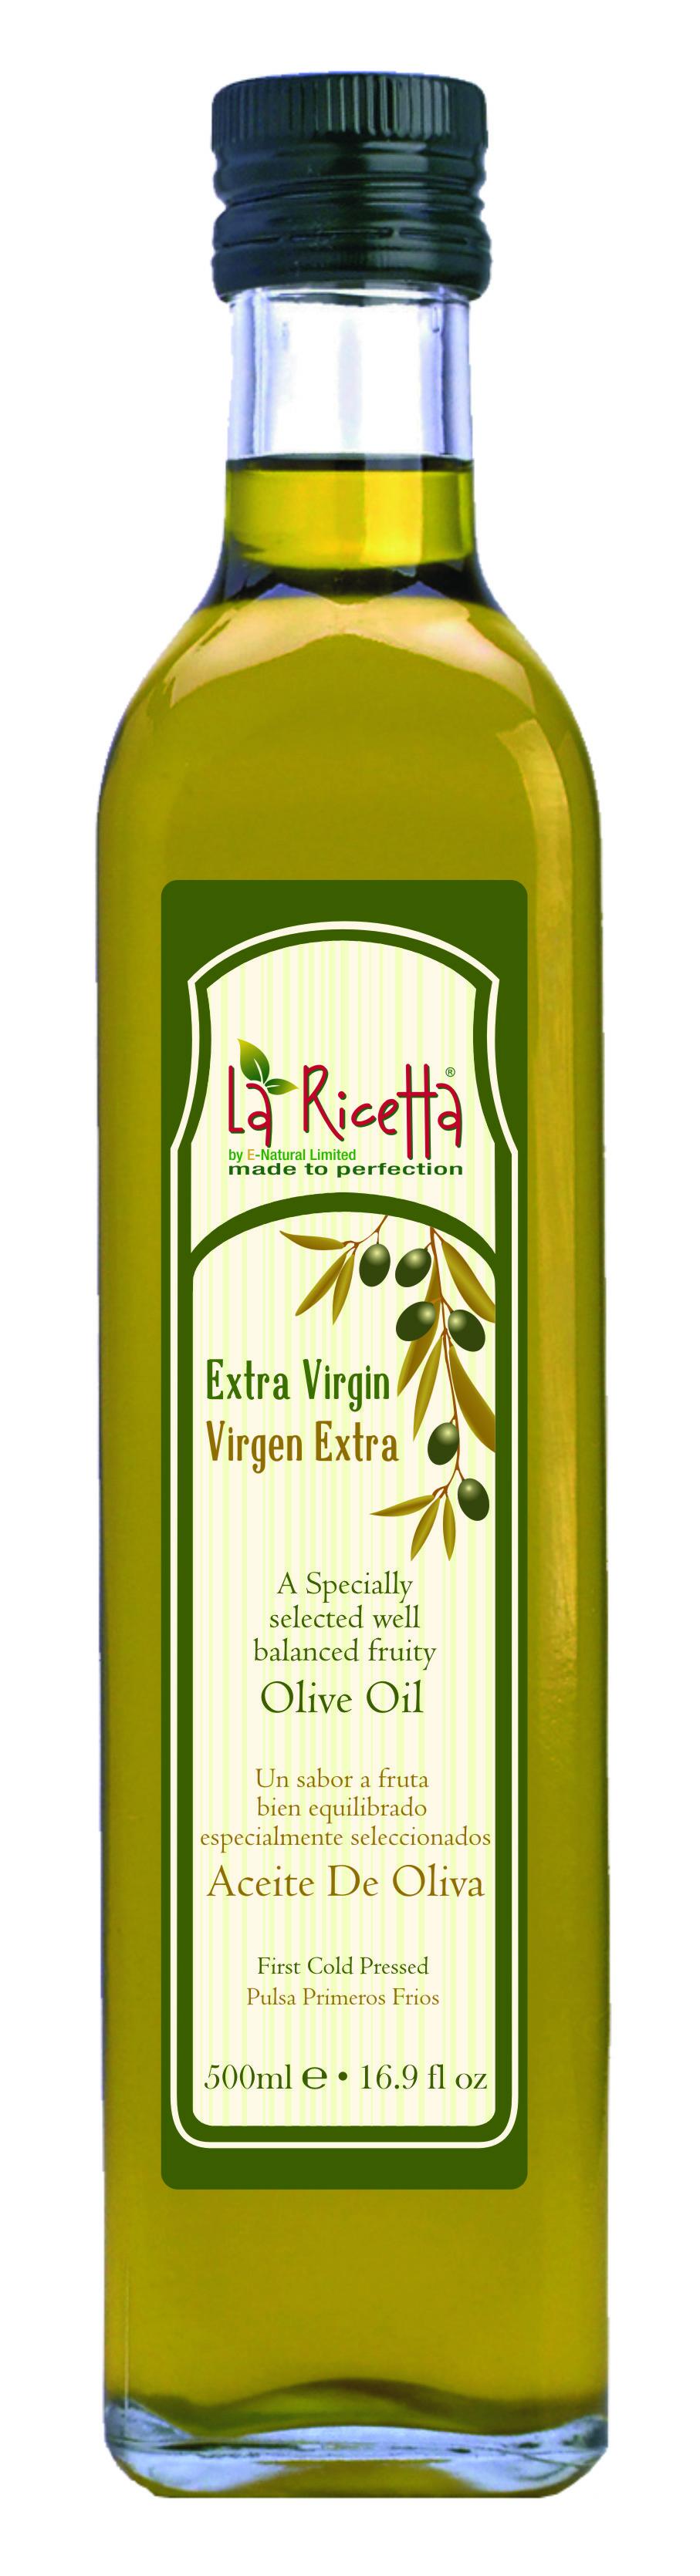 La Ricetta®
by E-Natural Limited
made to perfection
Extra Virgin
Virgen Extra
A Specially
selected well
balanced fruity
Olive Oil
Un sabor a fruta
bien equilibrado
especialmente seleccionados
Aceite De Oliva
First Cold Pressed
Pulsa Primeros Frios
500ml ℮ • 16.9 fl oz